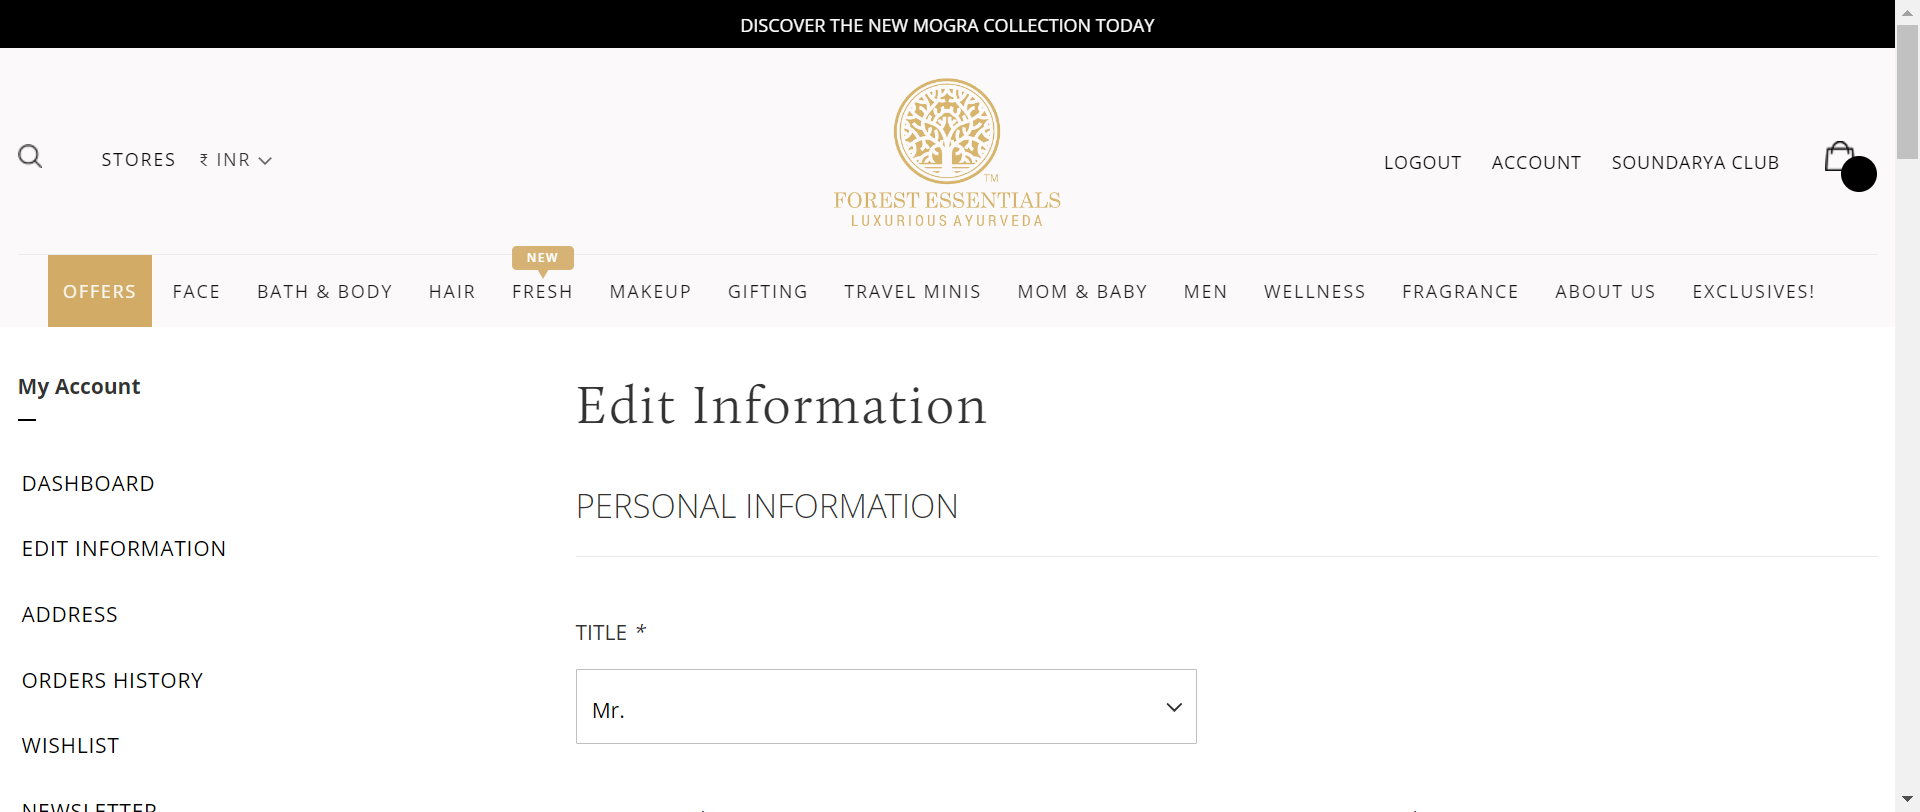 DISCOVER THE NEW MOGRA COLLECTION TODAY
STORES ₹ INR
TM
FOREST ESSENTIALS
LUXURIOUS AYURVEDA
LOGOUT ACCOUNT SOUNDARYA CLUB
NEW
OFFERS FACE BATH & BODY HAIR FRESH MAKEUP GIFTING TRAVEL MINIS MOM & BABY MEN WELLNESS FRAGRANCE ABOUT US EXCLUSIVES!
My Account
DASHBOARD
EDIT INFORMATION
ADDRESS
ORDERS HISTORY
WISHLIST
NEWSLETTER
Edit Information
PERSONAL INFORMATION
TITLE *
Mr.